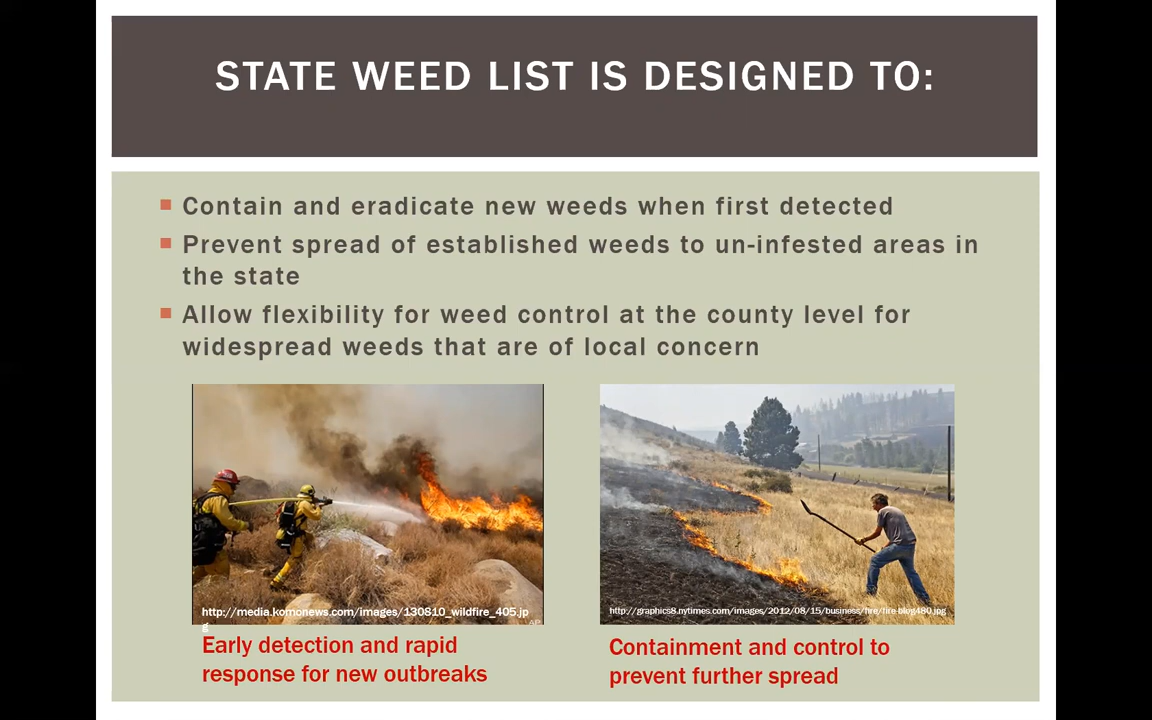 STATE WEED LIST IS DESIGNED TO:
Contain and eradicate new weeds when first detected
Prevent spread of established weeds to un-infested areas in
the state
Allow flexibility for weed control at the county level for
widespread weeds that are of local concern
http://media.komonews.com/images/130810_wildfire_405.jp
g
AP
Early detection and rapid
response for new outbreaks
http://graphics8.nytimes.com/images/2012/08/15/business/fire/fire-blog480.jpg
Containment and control to
prevent further spread